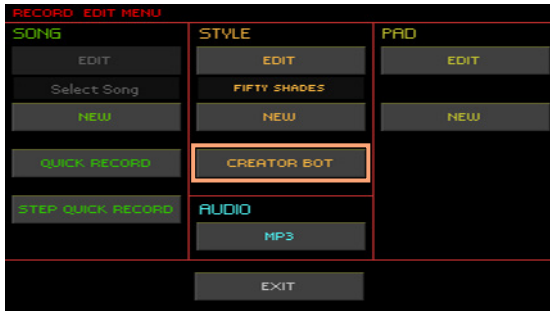 RECORD EDIT MENU
SONG
EDIT
Select Song
NEW
QUICK RECORD
STEP QUICK RECORD
STYLE
EDIT
FIFTY SHADES
NEW
CREATOR BOT
AUDIO
MP3
PAD
EDIT
NEW
EXIT